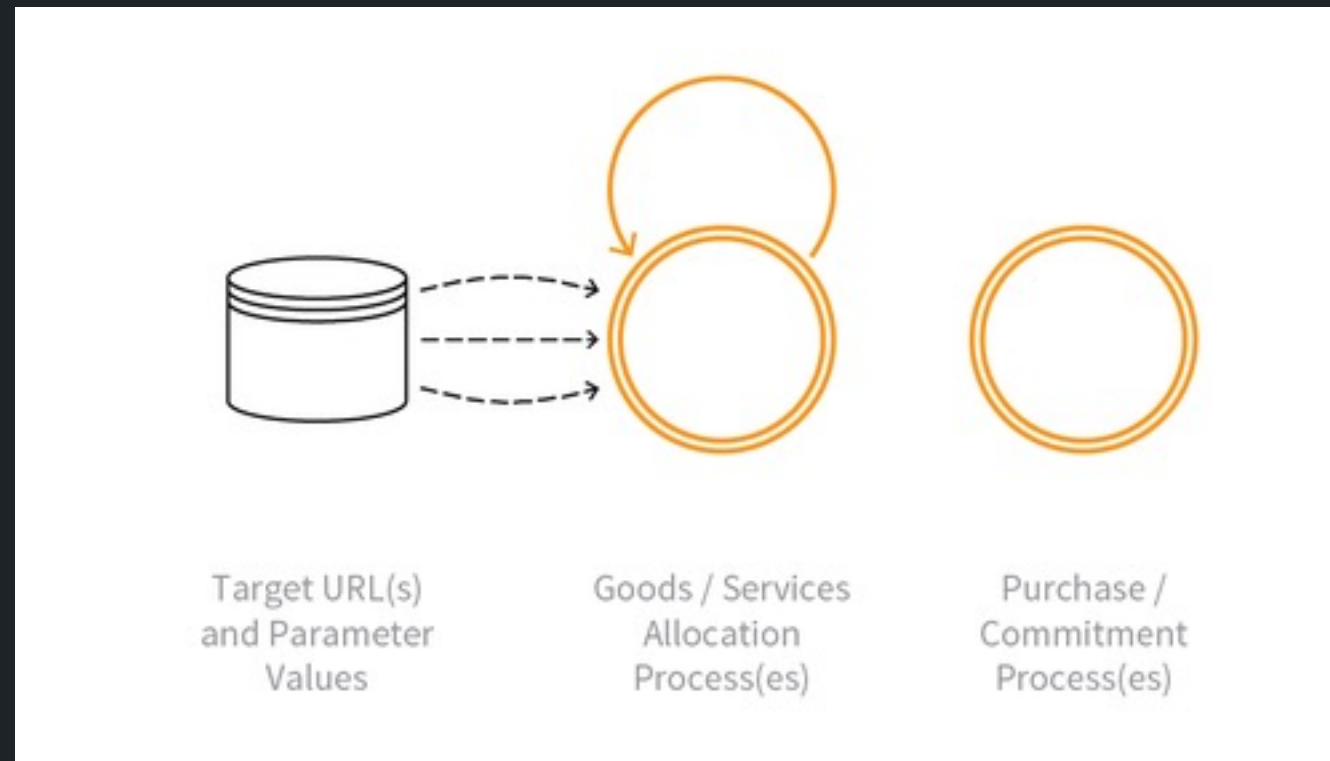 Target URL(s)
and Parameter
Values
Goods / Services
Allocation
Process(es)
Purchase /
Commitment
Process(es)